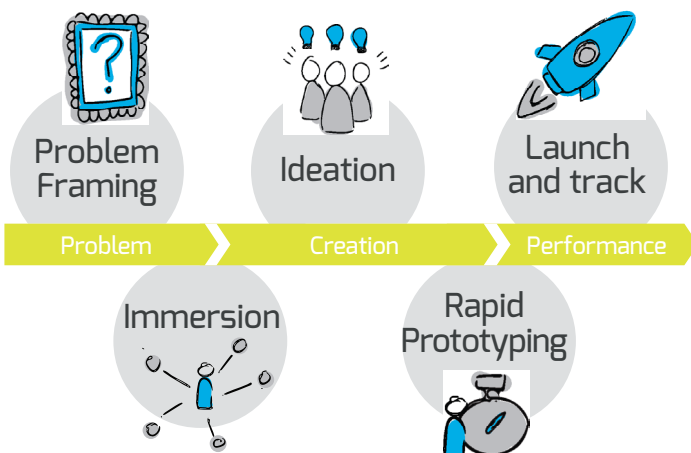 Problem
Framing
Ideation
Launch
and track
Problem
Creation
Performance
Immersion
Rapid
Prototyping
?